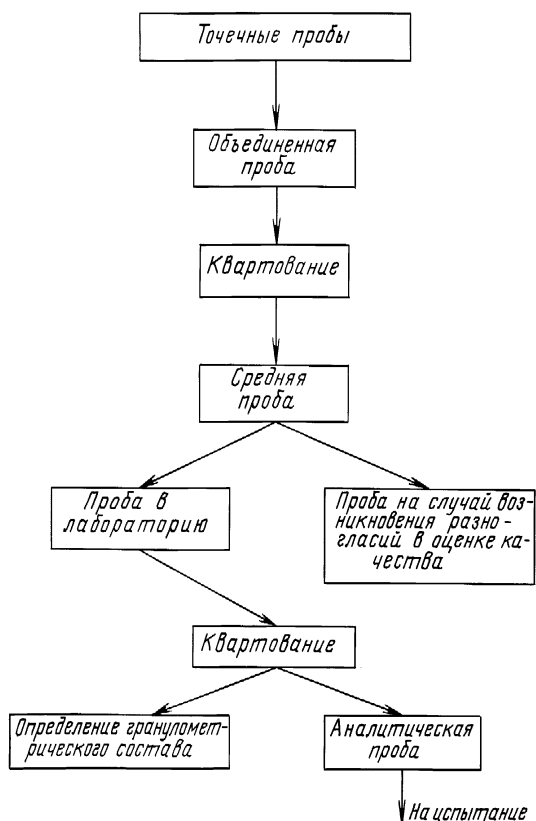 Точечные пробы
Объединенная
проба
Квартование
Средняя
проба
Проба в
лабораторию
Проба на случай воз-
никновения разно-
гласий в оценке ка-
чества
Квартование
Определение грануломет-
рического состава
Аналитическая
проба
На испытание